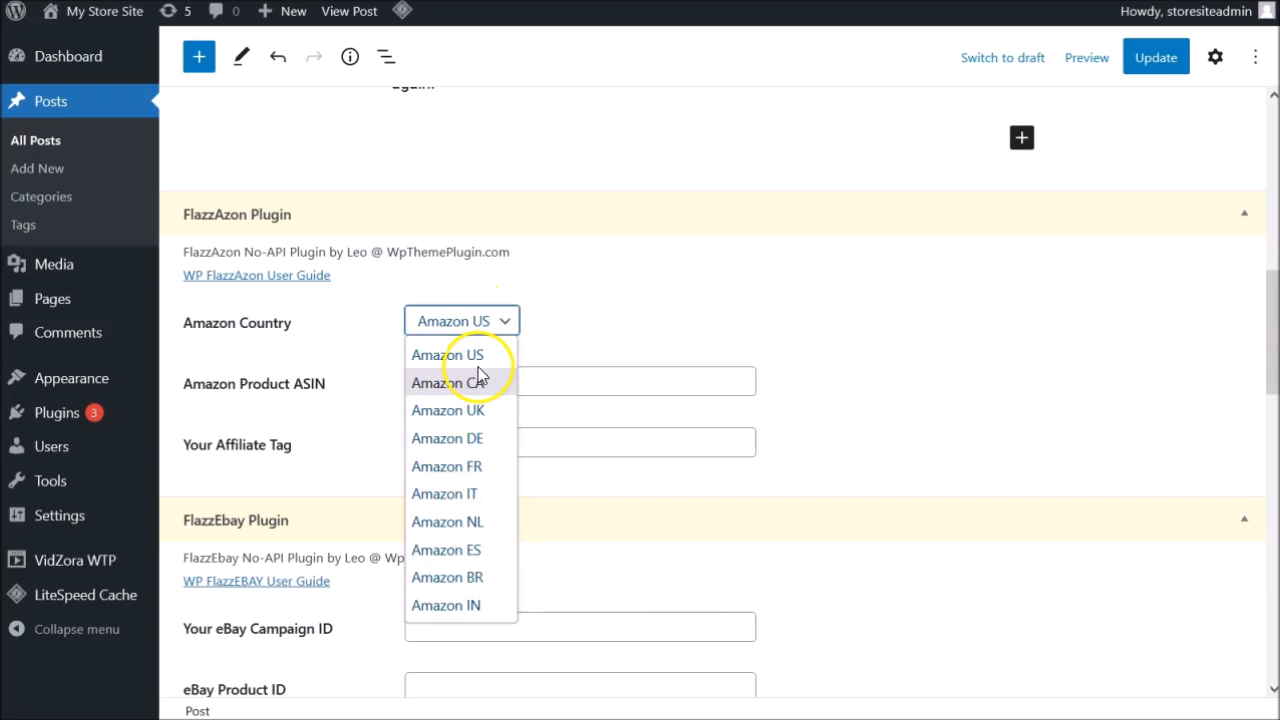 My Store Site 5 0 New View Post Howdy, storesiteadmin
Dashboard
Posts
All Posts
Add New
Categories
Tags
Media
Pages
Comments
Appearance
Plugins 3
Users
Tools
Settings
VidZora WTP
LiteSpeed Cache
Collapse menu
Switch to draft Preview Update
again.
FlazzAzon Plugin
FlazzAzon No-API Plugin by Leo @ WpThemePlugin.com
WP FlazzAzon User Guide
Amazon Country Amazon US
Amazon US
Amazon CA
Amazon UK
Amazon DE
Amazon FR
Amazon IT
Amazon NL
Amazon ES
Amazon BR
Amazon IN
Amazon Product ASIN
Your Affiliate Tag
FlazzEbay Plugin
FlazzEbay No-API Plugin by Leo @ Wp
WP FlazzEBAY User Guide
Your eBay Campaign ID
eBay Product ID
Post